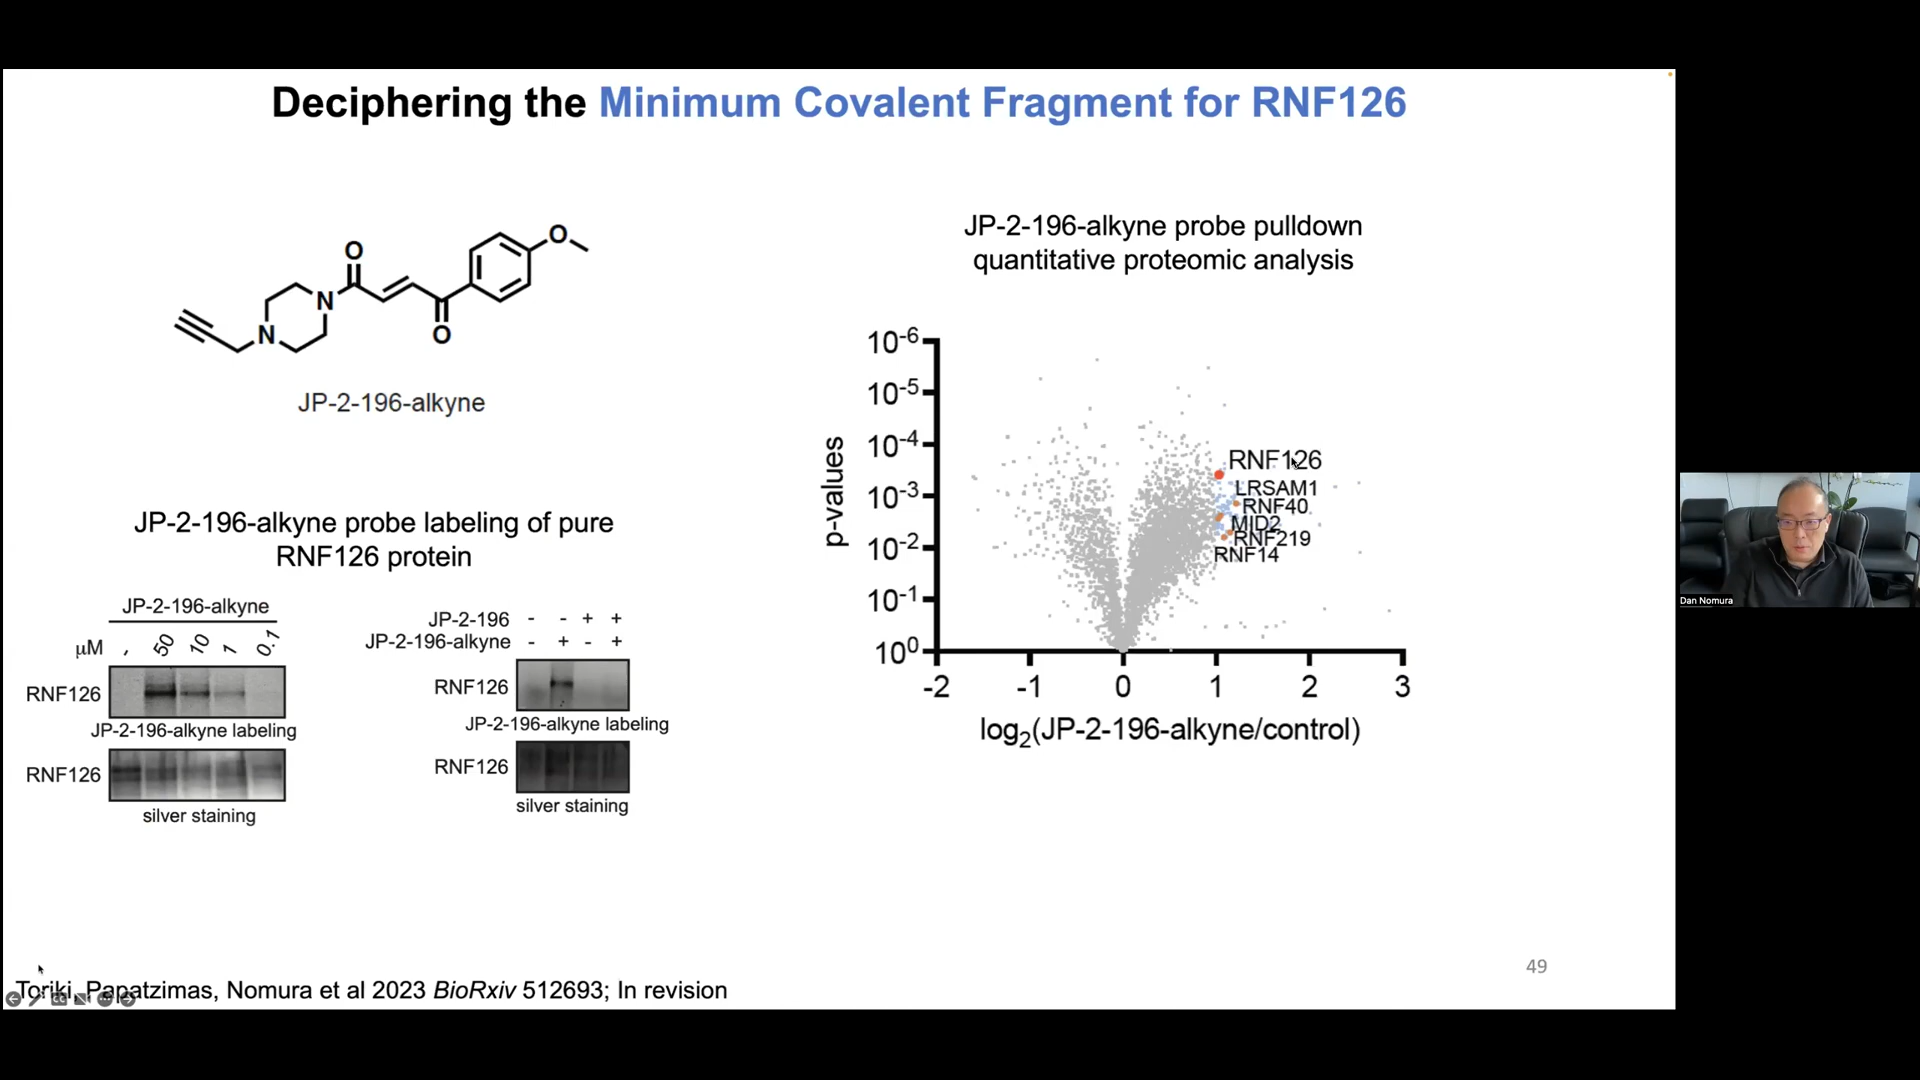 Deciphering the Minimum Covalent Fragment for RNF126
O
O
N
N
O
JP-2-196-alkyne
JP-2-196-alkyne probe labeling of pure
RNF126 protein
JP-2-196-alkyne
µM - 50 10 1 0.1
RNF126
JP-2-196-alkyne labeling
RNF126
silver staining
JP-2-196 - - + +
JP-2-196-alkyne - + - +
RNF126
JP-2-196-alkyne labeling
RNF126
silver staining
JP-2-196-alkyne probe pulldown
quantitative proteomic analysis
p-values
10-6
10-5
10-4
10-3
10-2
10-1
100
RNF126
LRSAM1
RNF40
MID2
RNF219
RNF14
-2 -1 0 1 2 3
log2(JP-2-196-alkyne/control)
Dan Nomura
49
Toriki, Papatzimas, Nomura et al 2023 BioRxiv 512693; In revision